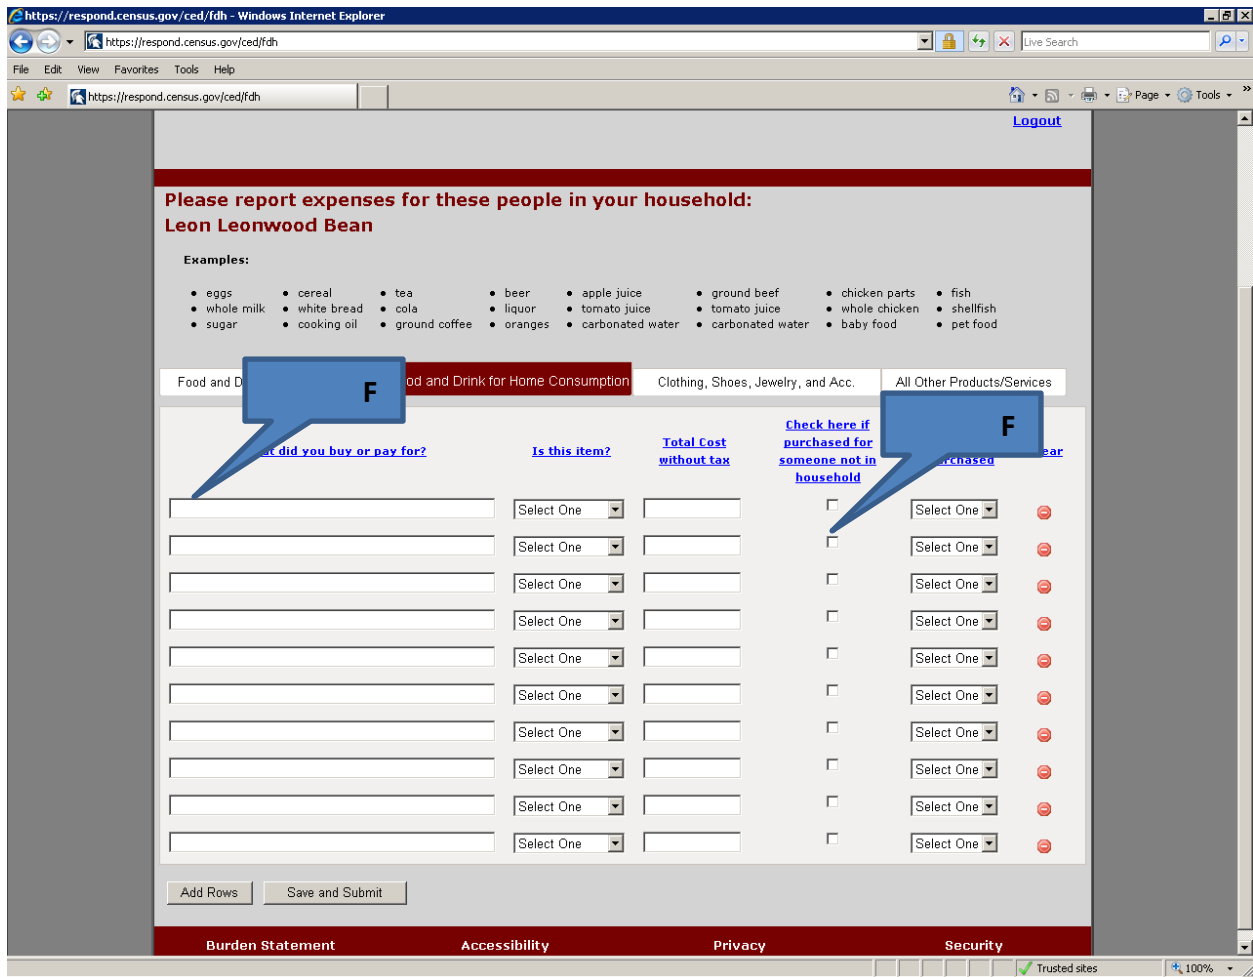 https://respond.census.gov/ced/fdh - Windows Internet Explorer
https://respond.census.gov/ced/fdh
Live Search
File Edit View Favorites Tools Help
https://respond.census.gov/ced/fdh
Page Tools »
Logout
Please report expenses for these people in your household:
Leon Leonwood Bean
Examples:
• eggs • cereal • tea • beer • apple juice • ground beef • chicken parts • fish
• whole milk • white bread • cola • liquor • tomato juice • tomato juice • whole chicken • shellfish
• sugar • cooking oil • ground coffee • oranges • carbonated water • carbonated water • baby food • pet food
Food and D
F
od and Drink for Home Consumption
Clothing, Shoes, Jewelry, and Acc.
All Other Products/Services
did you buy or pay for?
Is this item?
Total Cost
without tax
Check here if
purchased for
someone not in
household
F
Select One Select One
Select One Select One
Select One Select One
Select One Select One
Select One Select One
Select One Select One
Select One Select One
Select One Select One
Select One Select One
Select One Select One
Add Rows Save and Submit
Burden Statement Accessibility Privacy Security
Trusted sites 100%